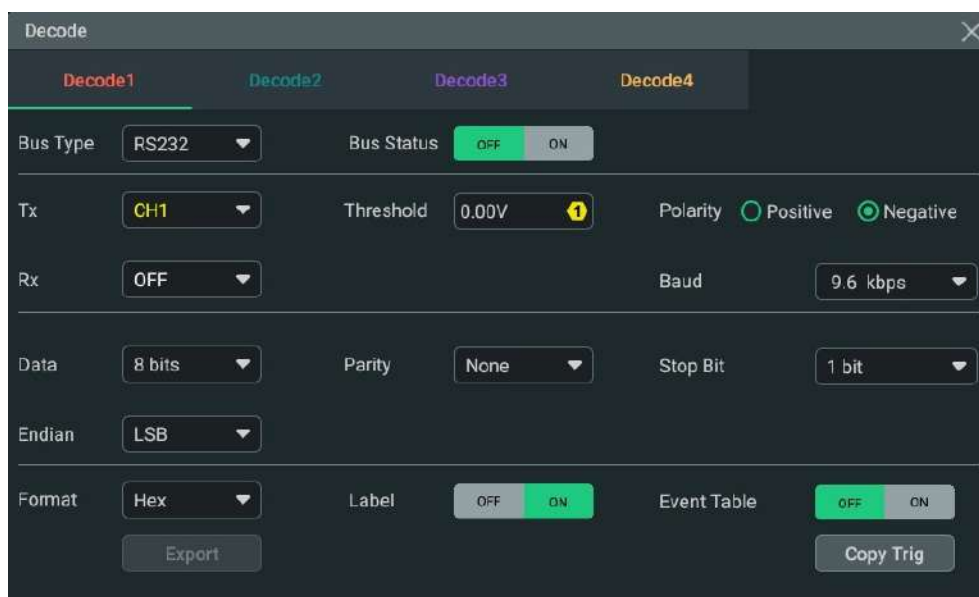 Decode
Decode1 Decode2 Decode3 Decode4
Bus Type RS232 Bus Status OFF ON
Tx CH1 Threshold 0.00V 1 Polarity Positive Negative
Rx OFF Baud 9.6 kbps
Data 8 bits Parity None Stop Bit 1 bit
Endian LSB
Format Hex Label OFF ON Event Table OFF ON
Export Copy Trig